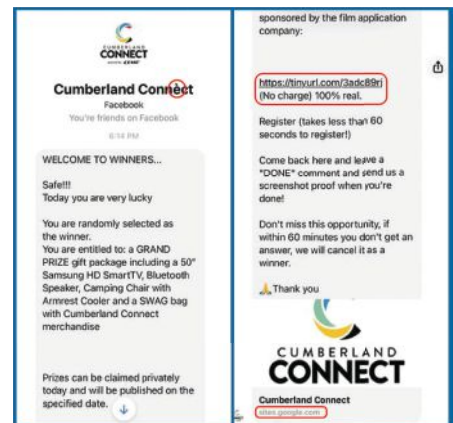 CUMBERLAND
CONNECT
Cumberland Connèct
Facebook
You're friends on Facebook
6:14 PM
WELCOME TO WINNERS...
Safe!!!
Today you are very lucky
You are randomly selected as
the winner.
You are entitled to: a GRAND
PRIZE gift package including a 50"
Samsung HD SmartTV, Bluetooth
Speaker, Camping Chair with
Armrest Cooler and a SWAG bag
with Cumberland Connect
merchandise
Prizes can be claimed privately
today and will be published on the
specified date.
sponsored by the film application
company:
https://tinyurl.com/3adc89rj
(No charge) 100% real.
Register (takes less than 60
seconds to register!)
Come back here and leave a
"DONE" comment and send us a
screenshot proof when you're
done!
Don't miss this opportunity, if
within 60 minutes you don't get an
answer, we will cancel it as a
winner.
🙏Thank you
CUMBERLAND
CONNECT
Cumberland Connect
sites.google.com